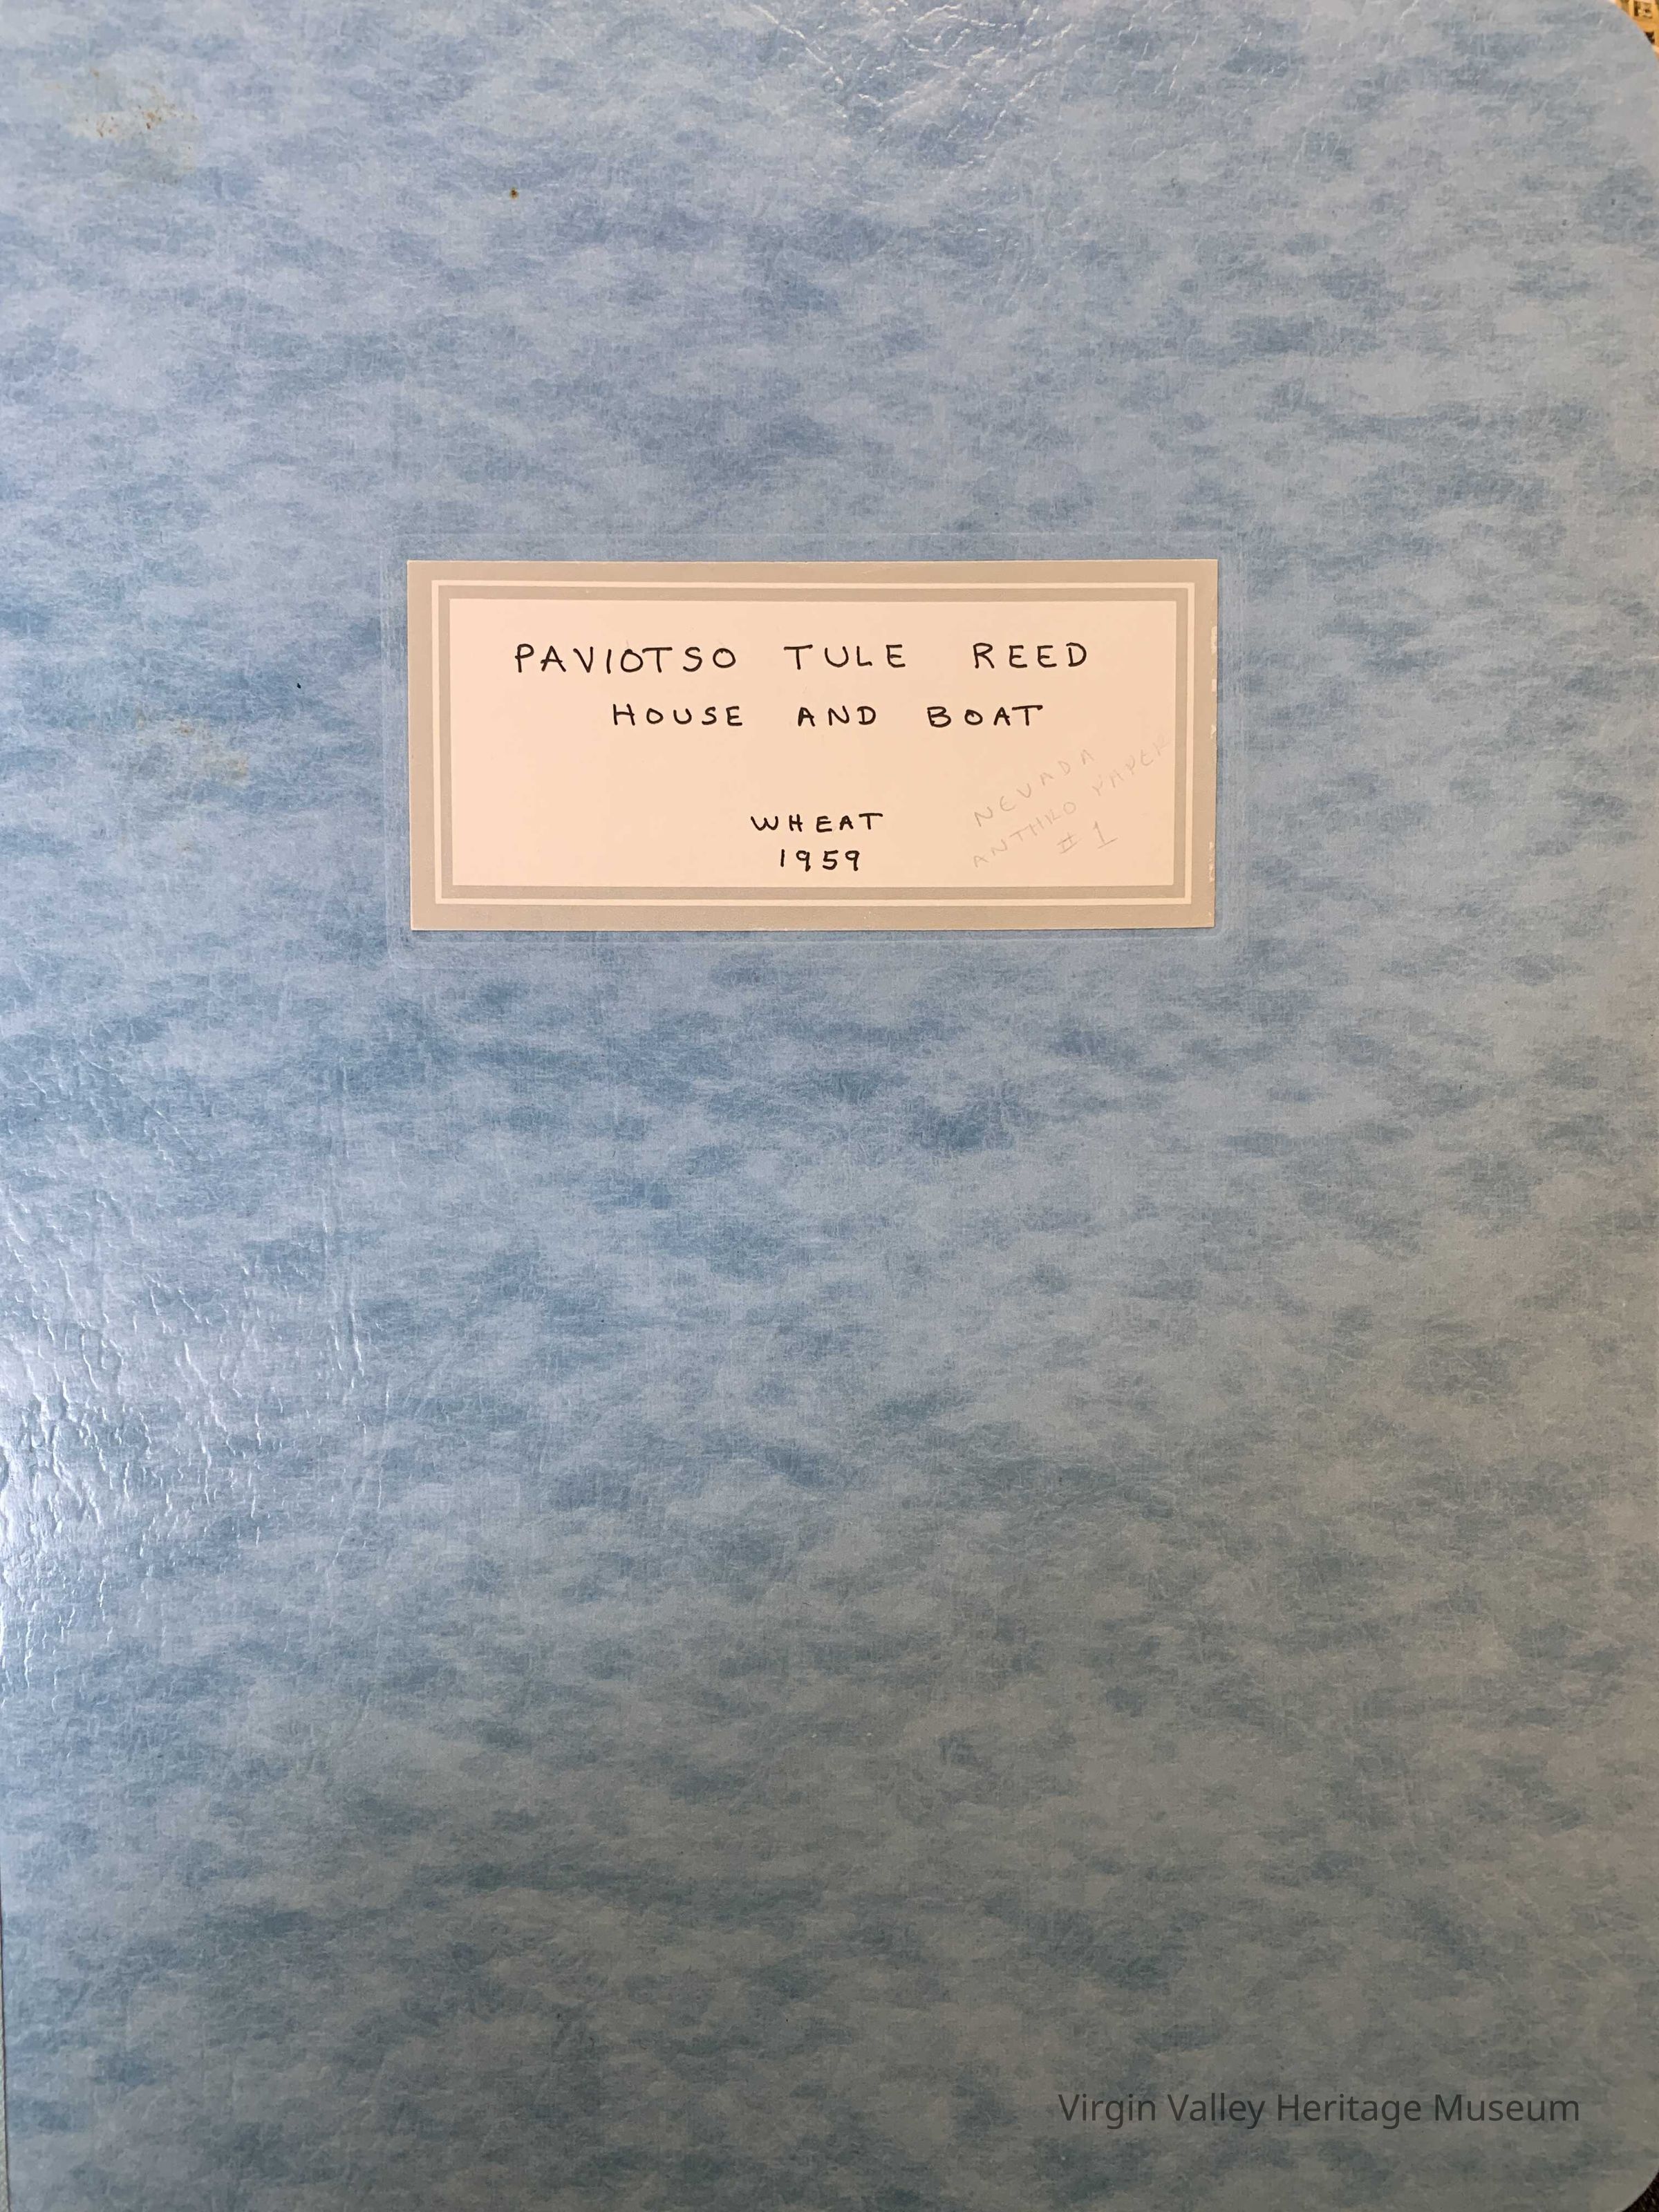 PAVIOTSO TULE REED
HOUSE AND BOAT
WHEAT
1959
NEVADA
ANTHRO PAPER
# 1
Virgin Valley Heritage Museum